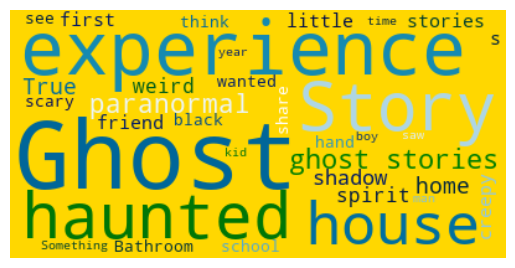 see first think little time stories
experience s
year
True weird wanted
scary paranormal share Story
friend black
Ghost hand boy saw
kid ghost stories
shadow home
haunted spirit man creepy
house
Something Bathroom school